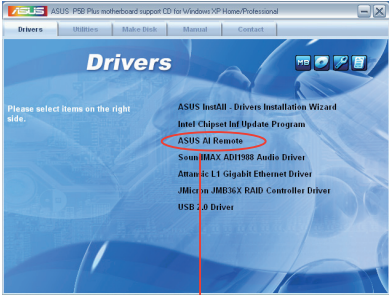 ASUS ASUS P5B Plus motherboard support CD for Windows XP Home/Professional
Drivers Utilities Make Disk Manual Contact
Drivers
MB
Please select items on the right side.
ASUS InstAll - Drivers Installation Wizard
Intel Chipset Inf Update Program
ASUS AI Remote
SoundMAX ADI1988 Audio Driver
Attansic L1 Gigabit Ethernet Driver
JMicron JMB36X RAID Controller Driver
USB 2.0 Driver